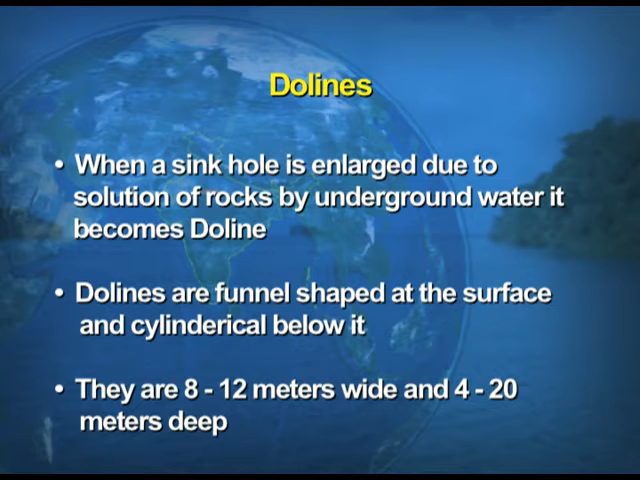 Dolines
• When a sink hole is enlarged due to
solution of rocks by underground water it
becomes Doline
• Dolines are funnel shaped at the surface
and cylinderical below it
• They are 8 - 12 meters wide and 4 - 20
meters deep